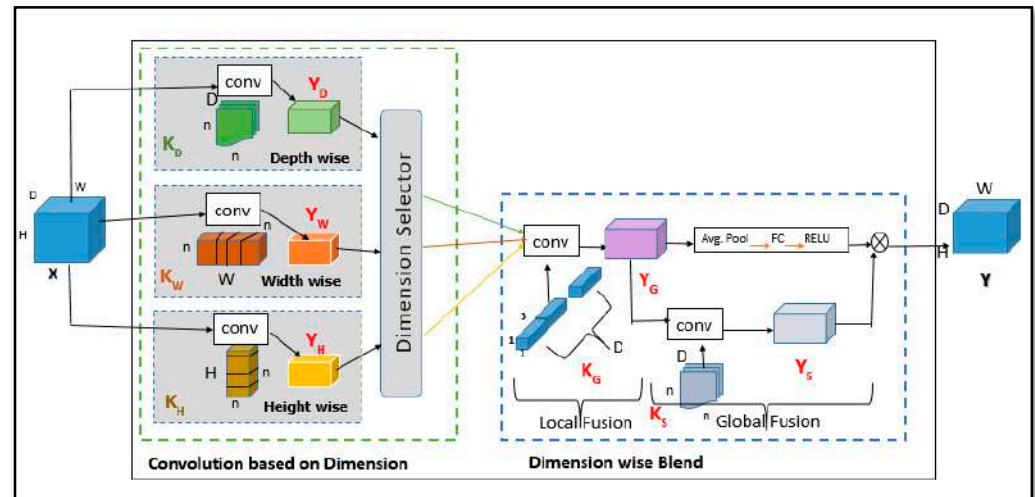 D
W
H
X
conv
Y_D
D
n
n
K_D
Depth wise
conv
Y_W
n
n
W
K_W
Width wise
conv
Y_H
H
n
n
K_H
Height wise
Dimension Selector
Convolution based on Dimension
conv
Y_G
3
1
1
D
K_G
Local Fusion
Avg. Pool
FC
RELU
conv
Y_S
D
n
n
K_S
Global Fusion
Dimension wise Blend
W
D
H
Y